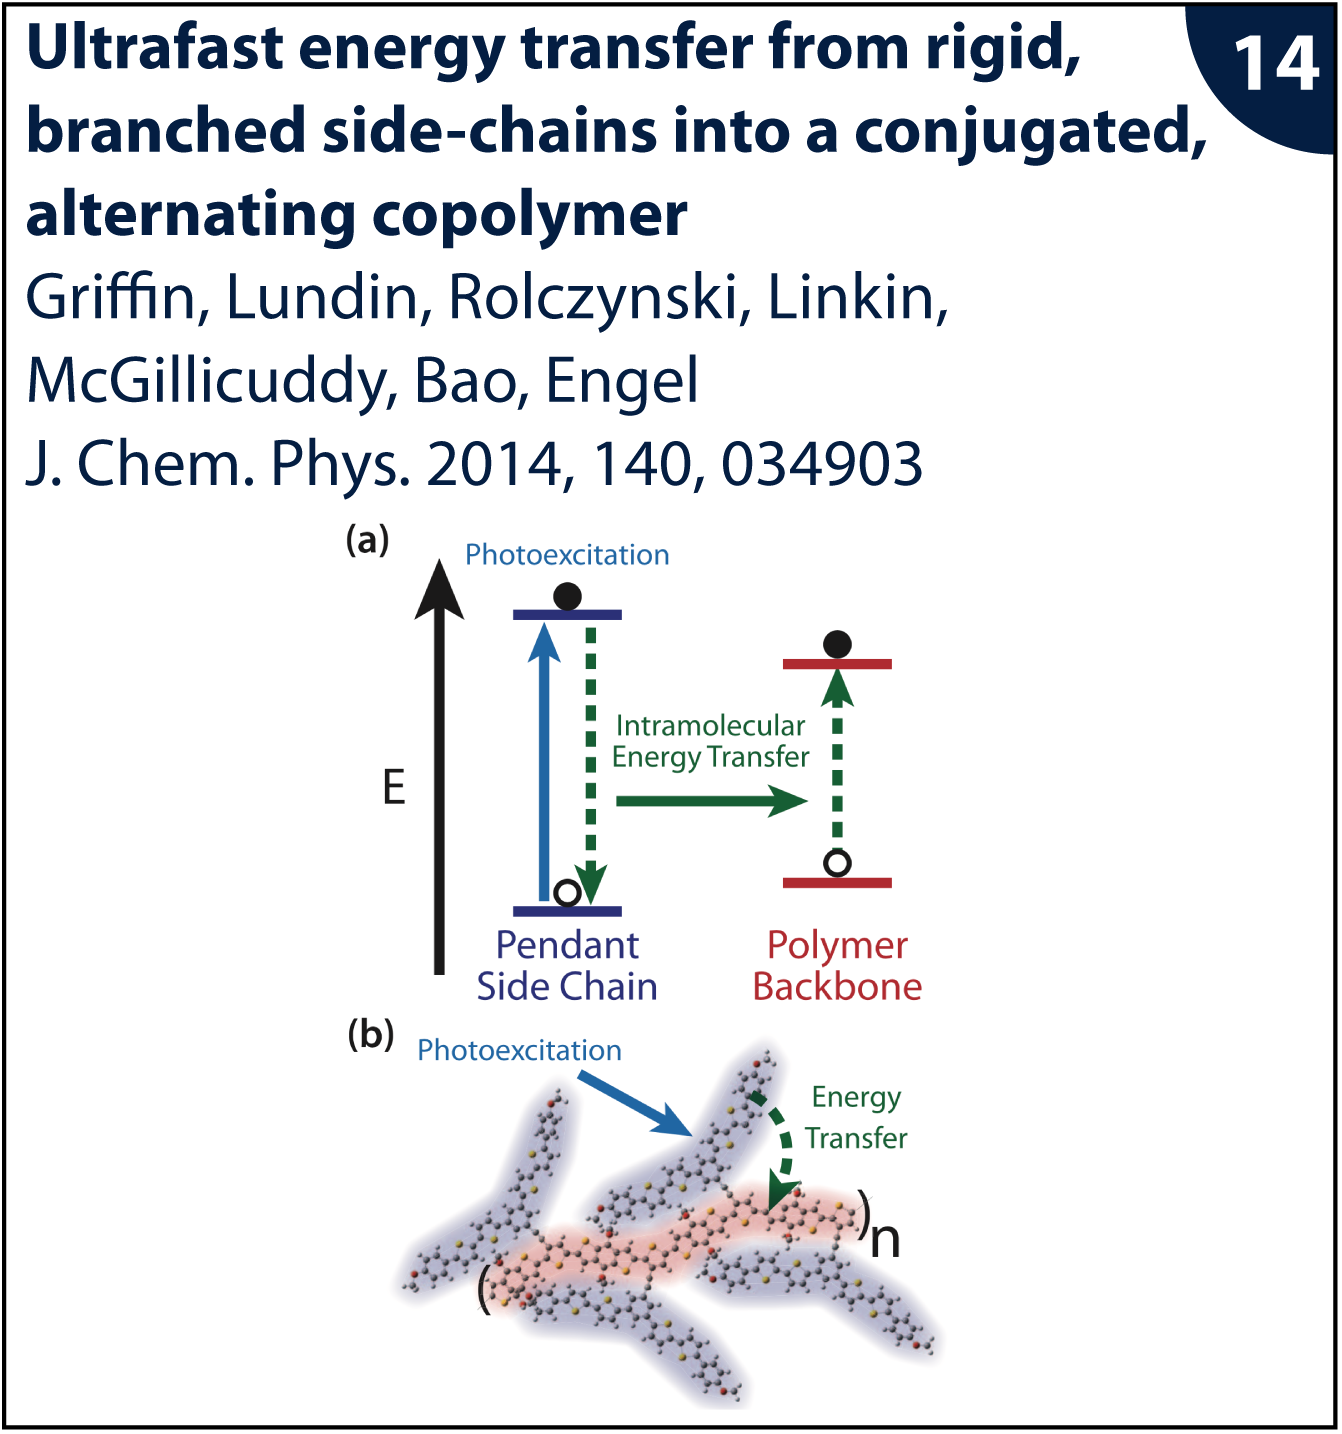 Ultrafast energy transfer from rigid,
branched side-chains into a conjugated,
alternating copolymer
14
Griffin, Lundin, Rolczynski, Linkin,
McGillicuddy, Bao, Engel
J. Chem. Phys. 2014, 140, 034903
(a)
Photoexcitation
Intramolecular
Energy Transfer
E
Pendant
Side Chain
Polymer
Backbone
(b)
Photoexcitation
Energy
Transfer
( )n